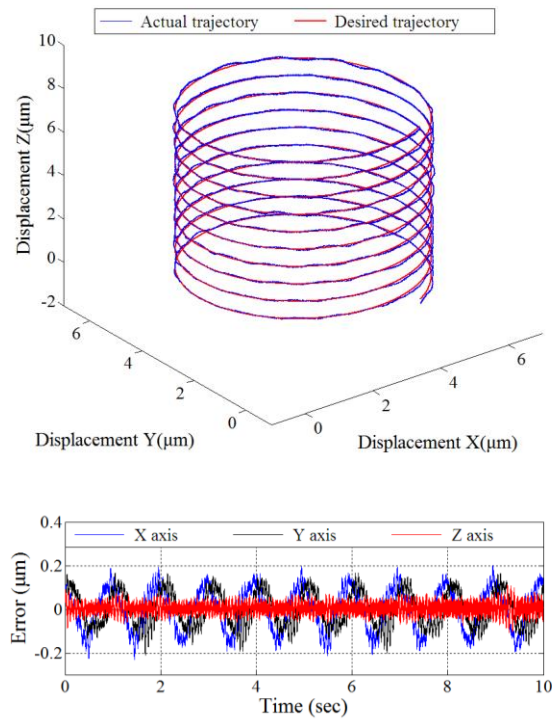 Actual trajectory Desired trajectory
10
8
6
4
2
0
-2
Displacement Z(μm)
6
4
2
0
Displacement Y(μm)
0
2
4
6
Displacement X(μm)
X axis Y axis Z axis
0.4
0.2
0
-0.2
Error (μm)
0 2 4 6 8 10
Time (sec)